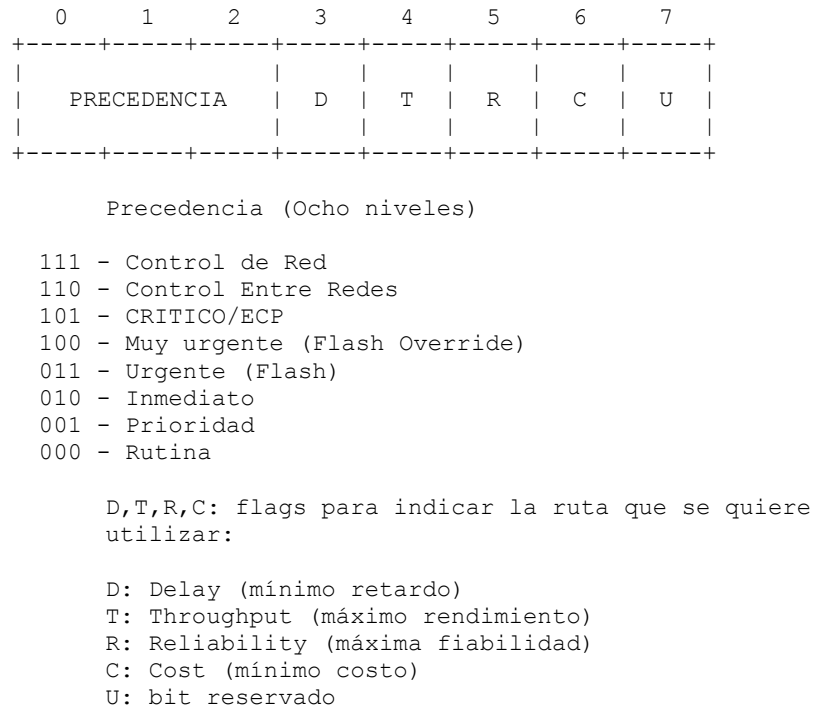 0     1     2     3     4     5     6     7
+-----+-----+-----+-----+-----+-----+-----+-----+
|                 |     |     |     |     |     |
|   PRECEDENCIA   |  D  |  T  |  R  |  C  |  U  |
|                 |     |     |     |     |     |
+-----+-----+-----+-----+-----+-----+-----+-----+
Precedencia (Ocho niveles)
111 - Control de Red
110 - Control Entre Redes
101 - CRITICO/ECP
100 - Muy urgente (Flash Override)
011 - Urgente (Flash)
010 - Inmediato
001 - Prioridad
000 - Rutina
D,T,R,C: flags para indicar la ruta que se quiere
utilizar:
D: Delay (mínimo retardo)
T: Throughput (máximo rendimiento)
R: Reliability (máxima fiabilidad)
C: Cost (mínimo costo)
U: bit reservado